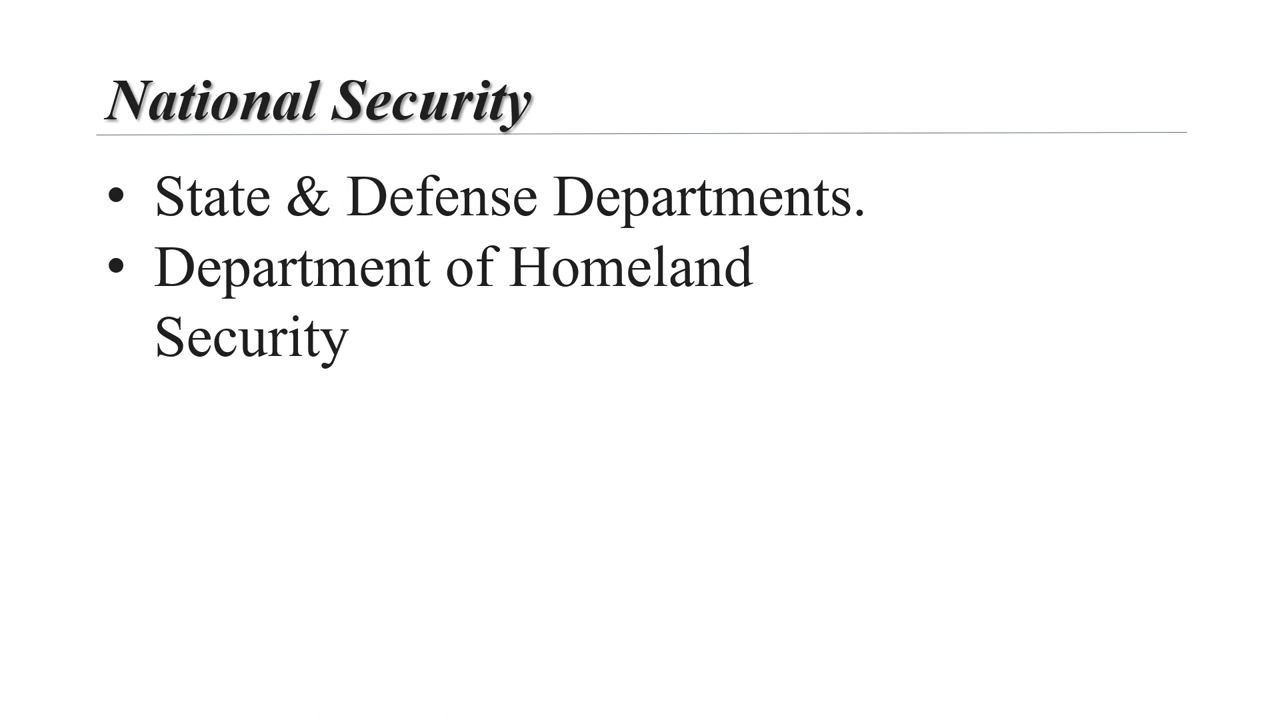 National Security
• State & Defense Departments.
• Department of Homeland
Security